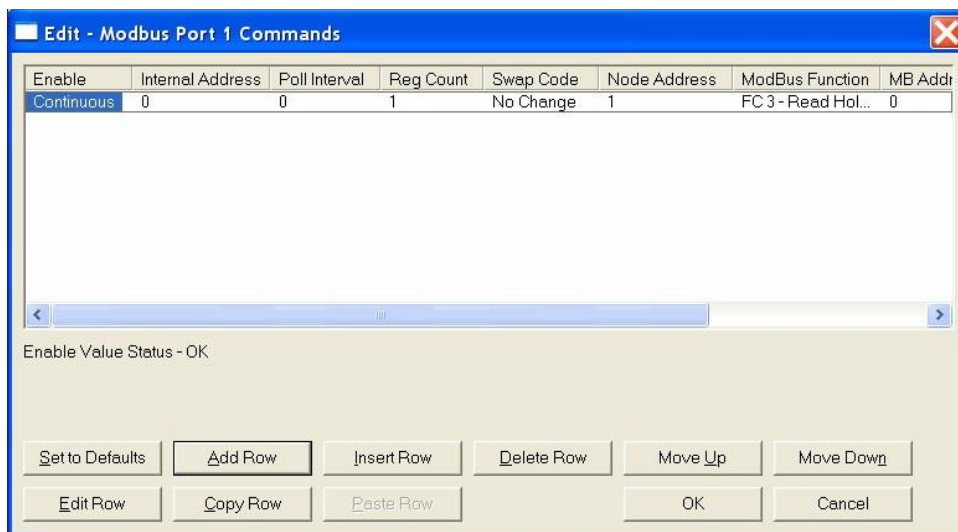 Edit - Modbus Port 1 Commands
Enable Internal Address Poll Interval Reg Count Swap Code Node Address ModBus Function MB Addr
Continuous 0 0 1 No Change 1 FC 3 - Read Hol... 0
Enable Value Status - OK
Set to Defaults Add Row Insert Row Delete Row Move Up Move Down
Edit Row Copy Row Paste Row OK Cancel